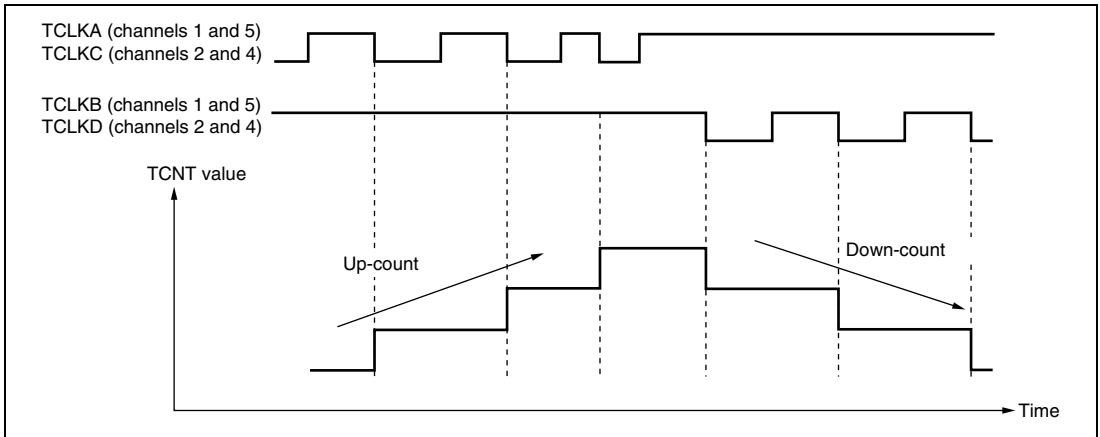 TCLKA (channels 1 and 5)
TCLKC (channels 2 and 4)
TCLKB (channels 1 and 5)
TCLKD (channels 2 and 4)
TCNT value
Up-count
Down-count
Time